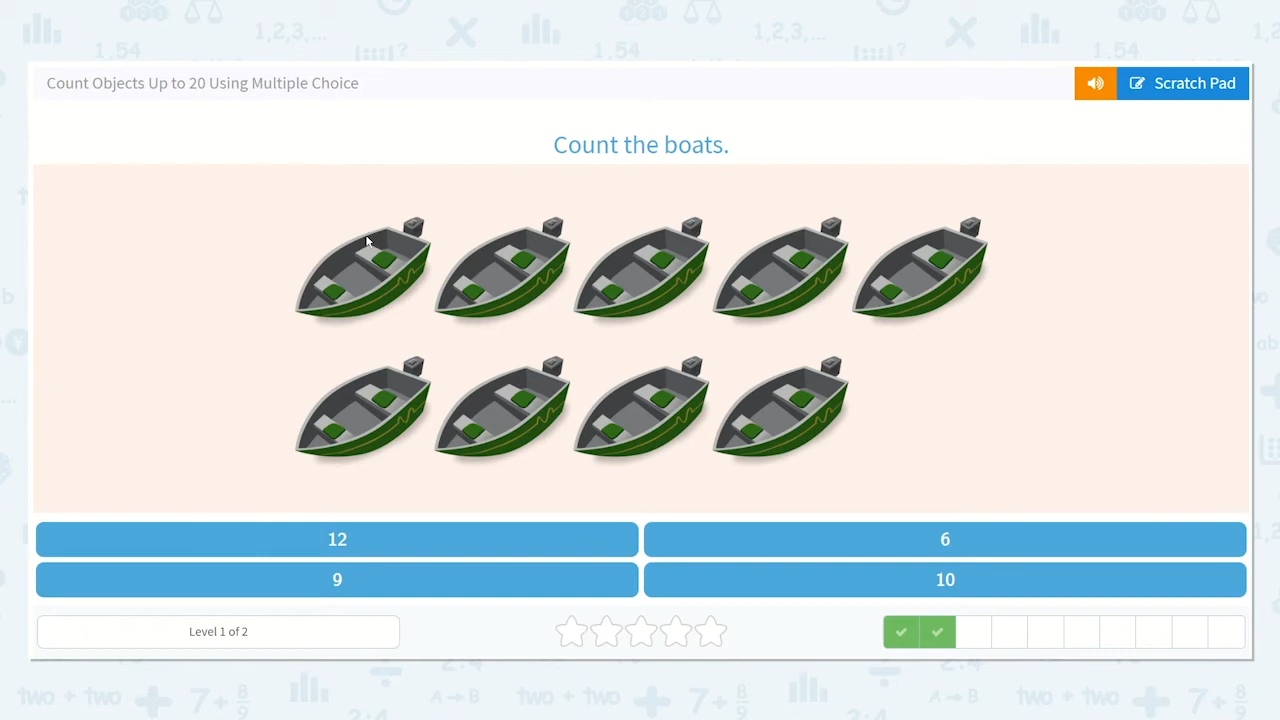 Count Objects Up to 20 Using Multiple Choice
Scratch Pad
Count the boats.
12
6
9
10
Level 1 of 2